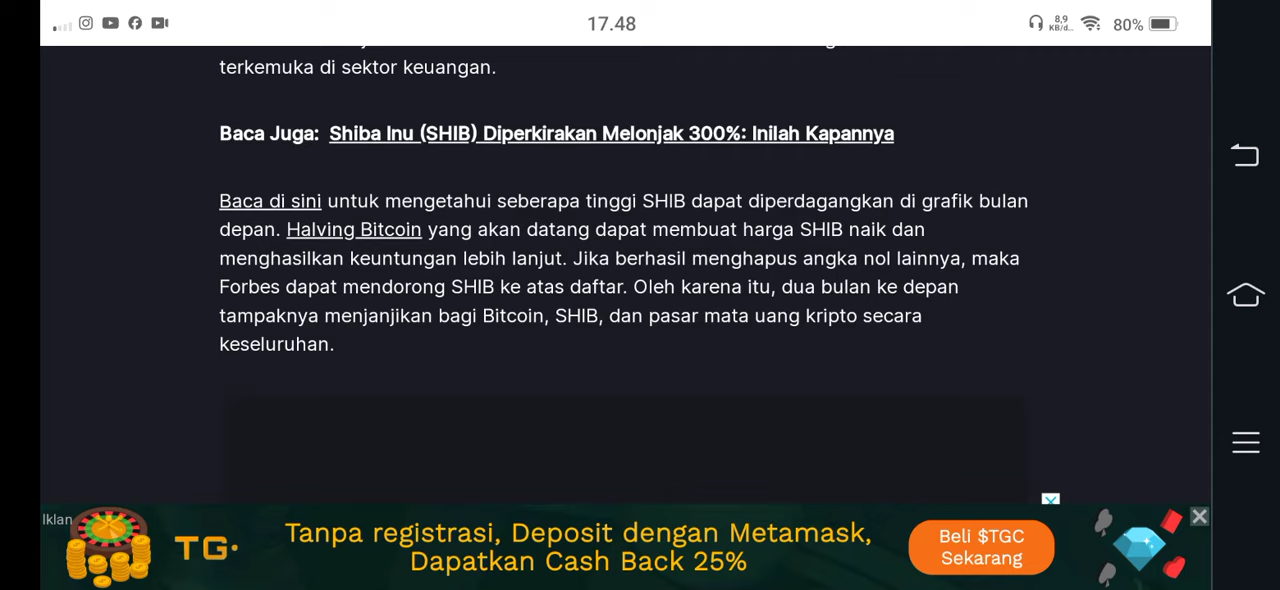 17.48
8,9
KB/d...
80%
terkemuka di sektor keuangan.
Baca Juga: Shiba Inu (SHIB) Diperkirakan Melonjak 300%: Inilah Kapannya
Baca di sini untuk mengetahui seberapa tinggi SHIB dapat diperdagangkan di grafik bulan
depan. Halving Bitcoin yang akan datang dapat membuat harga SHIB naik dan
menghasilkan keuntungan lebih lanjut. Jika berhasil menghapus angka nol lainnya, maka
Forbes dapat mendorong SHIB ke atas daftar. Oleh karena itu, dua bulan ke depan
tampaknya menjanjikan bagi Bitcoin, SHIB, dan pasar mata uang kripto secara
keseluruhan.
Iklan
TG·
Tanpa registrasi, Deposit dengan Metamask,
Dapatkan Cash Back 25%
Beli $TGC
Sekarang